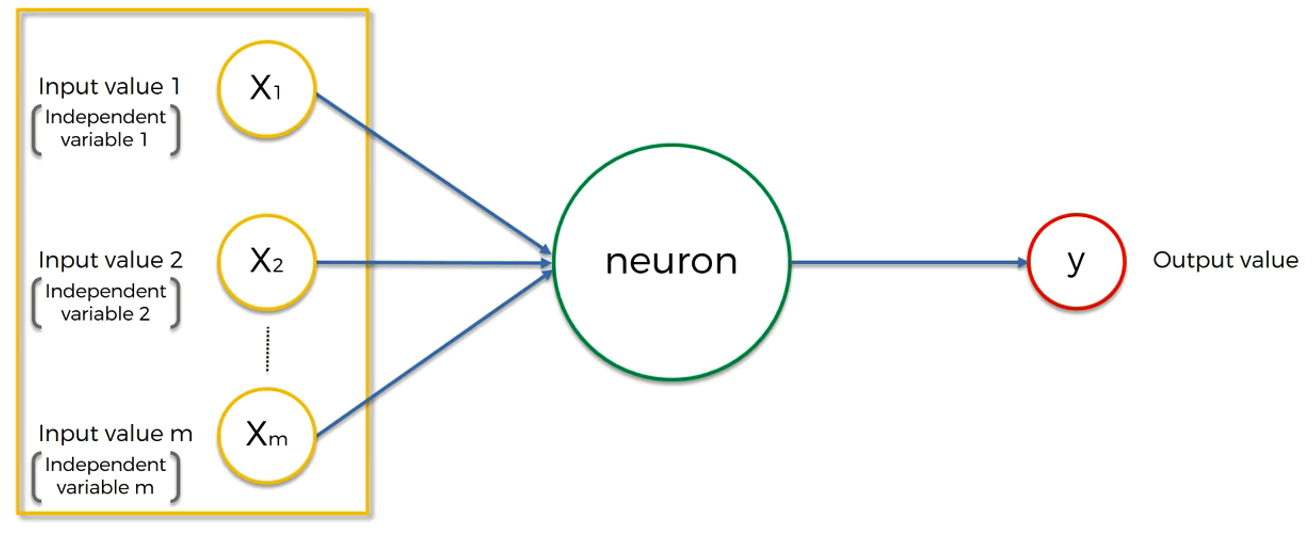 Input value 1
Independent
variable 1
X1
Input value 2
Independent
variable 2
X2
Input value m
Independent
variable m
Xm
neuron
y
Output value